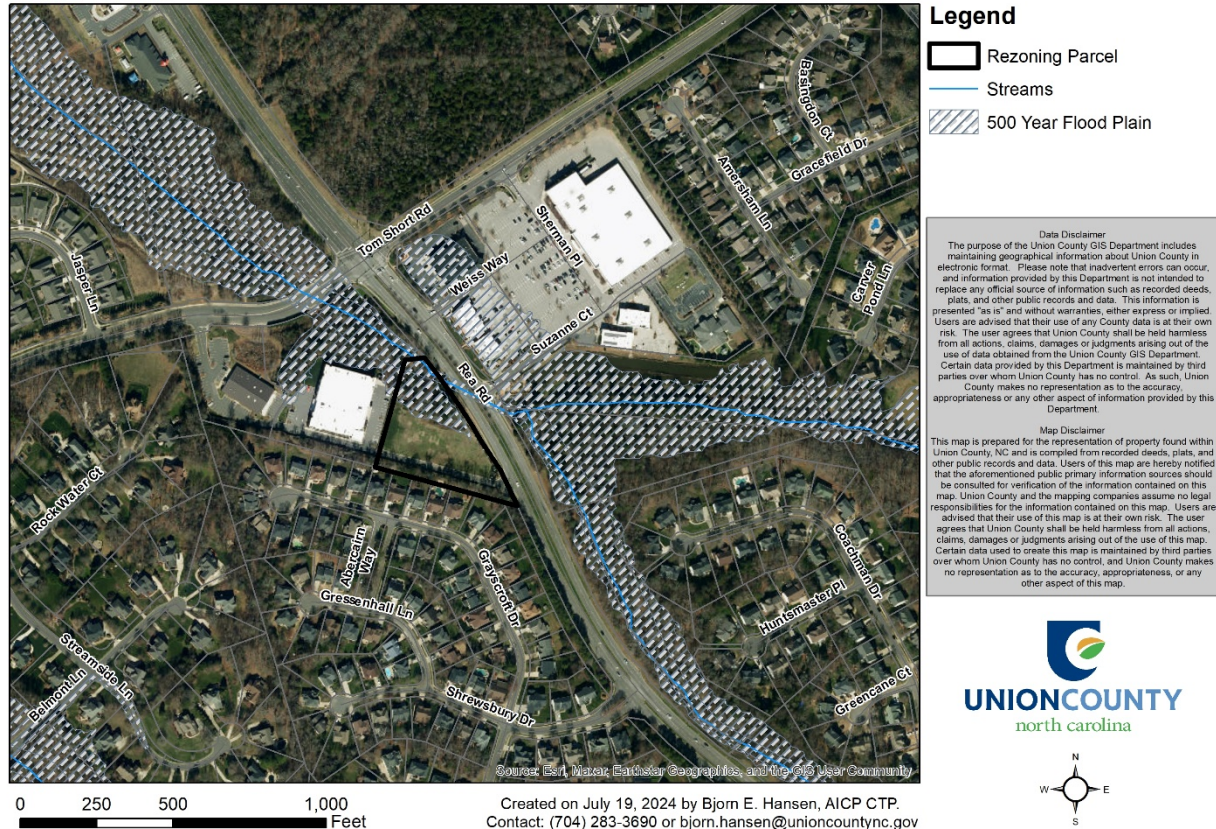 Legend
Rezoning Parcel
Streams
500 Year Flood Plain
Basingdon Ct
Gracefield Dr
Amersham Ln
Carver
Pond Ln
Tom Short Rd
Sherman Pl
Weiss Way
Suzanne Ct
Rea Rd
Jasper Ln
Rock Water Ct
Abercairn
Way
Grayscroft Dr
Gressenhall Ln
Shrewsbury Dr
Streamside Ln
Belmont Ln
Coachman Dr
Huntsmaster Pl
Greencane Ct
Source: Esri, Maxar, Earthstar Geographics, and the GIS User Community
Data Disclaimer
The purpose of the Union County GIS Department includes
maintaining geographical information about Union County in
electronic format. Please note that inadvertent errors can occur,
and information provided by this Department is not intended to
replace any official source of information such as recorded deeds,
plats, and other public records and data. This information is
presented "as is" and without warranties, either express or implied.
Users are advised that their use of any County data is at their own
risk. The user agrees that Union County shall be held harmless
from all actions, claims, damages or judgments arising out of the
use of data obtained from the Union County GIS Department.
Certain data provided by this Department is maintained by third
parties over whom Union County has no control. As such, Union
County makes no representation as to the accuracy,
appropriateness or any other aspect of information provided by this
Department.
Map Disclaimer
This map is prepared for the representation of property found within
Union County, NC and is compiled from recorded deeds, plats, and
other public records and data. Users of this map are hereby notified
that the aforementioned public primary information sources should
be consulted for verification of the information contained on this
map. Union County and the mapping companies assume no legal
responsibilities for the information contained on this map. Users are
advised that their use of this map is at their own risk. The user
agrees that Union County shall be held harmless from all actions,
claims, damages or judgments arising out of the use of this map.
Certain data used to create this map is maintained by third parties
over whom Union County has no control, and Union County makes
no representation as to the accuracy, appropriateness, or any
other aspect of this map.
UNIONCOUNTY
north carolina
N
W E
S
0 250 500 1,000
Feet
Created on July 19, 2024 by Bjorn E. Hansen, AICP CTP.
Contact: (704) 283-3690 or bjorn.hansen@unioncountync.gov